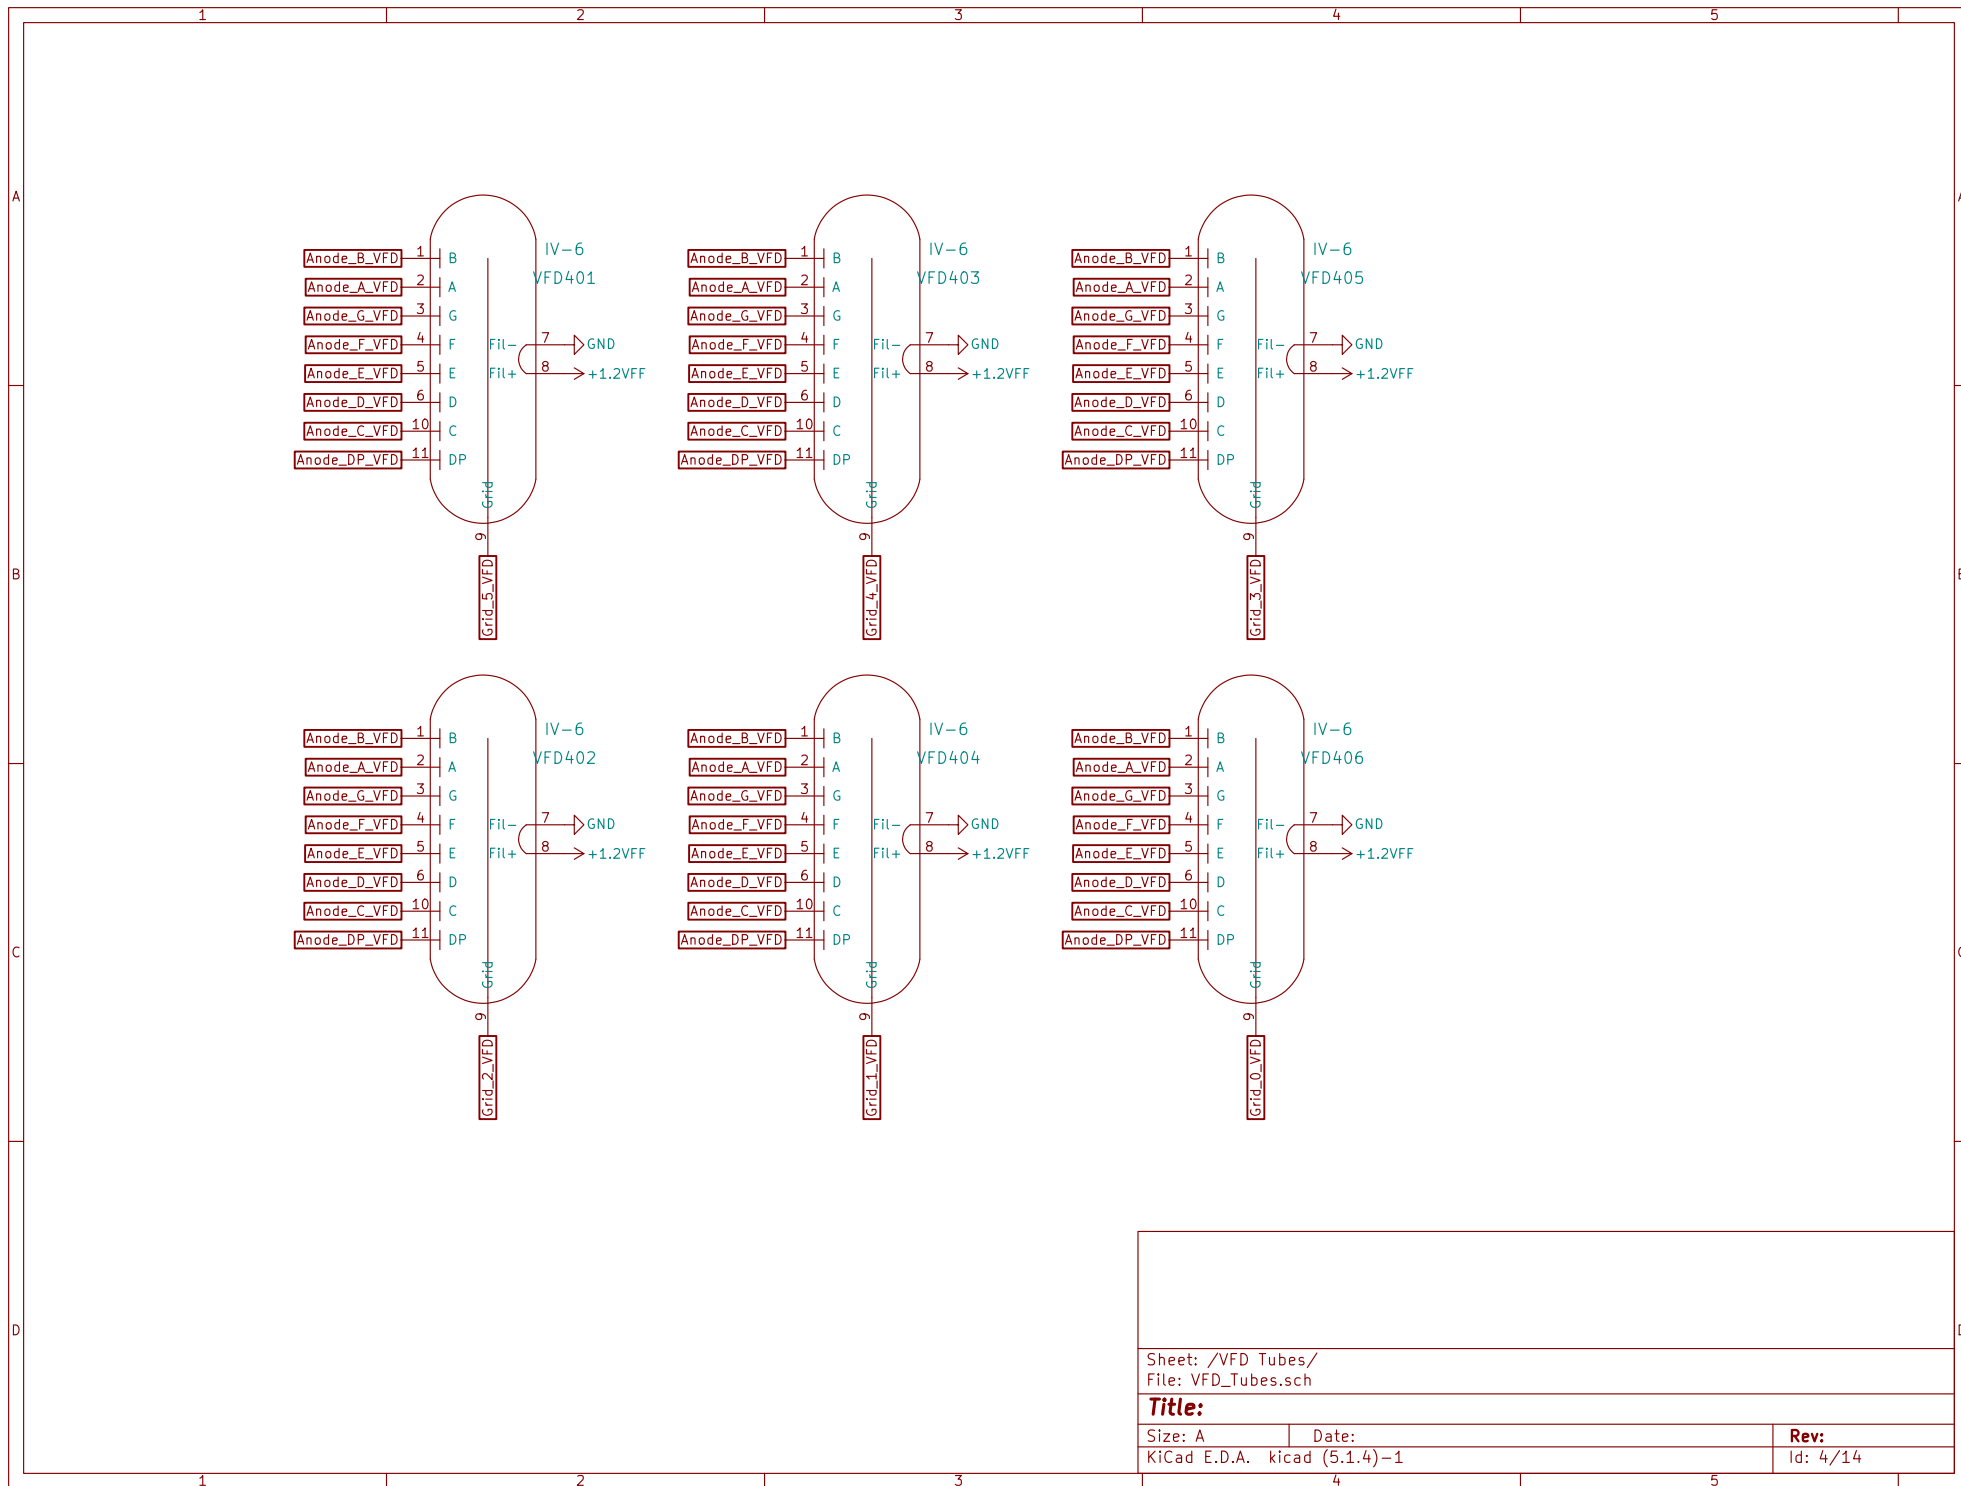 1 2 3 4 5
A
IV-6 IV-6 IV-6
VFD401 VFD403 VFD405
Anode_B_VFD 1 B Anode_B_VFD 1 B Anode_B_VFD 1 B
Anode_A_VFD 2 A Anode_A_VFD 2 A Anode_A_VFD 2 A
Anode_G_VFD 3 G Anode_G_VFD 3 G Anode_G_VFD 3 G
Anode_F_VFD 4 F Fil- 7 GND Anode_F_VFD 4 F Fil- 7 GND Anode_F_VFD 4 F Fil- 7 GND
Anode_E_VFD 5 E Fil+ 8 +1.2VFF Anode_E_VFD 5 E Fil+ 8 +1.2VFF Anode_E_VFD 5 E Fil+ 8 +1.2VFF
Anode_D_VFD 6 D Anode_D_VFD 6 D Anode_D_VFD 6 D
Anode_C_VFD 10 C Anode_C_VFD 10 C Anode_C_VFD 10 C
Anode_DP_VFD 11 DP Anode_DP_VFD 11 DP Anode_DP_VFD 11 DP
Grid Grid Grid
9 9 9
B
Grid_5_VFD Grid_4_VFD Grid_3_VFD
IV-6 IV-6 IV-6
VFD402 VFD404 VFD406
Anode_B_VFD 1 B Anode_B_VFD 1 B Anode_B_VFD 1 B
Anode_A_VFD 2 A Anode_A_VFD 2 A Anode_A_VFD 2 A
Anode_G_VFD 3 G Anode_G_VFD 3 G Anode_G_VFD 3 G
Anode_F_VFD 4 F Fil- 7 GND Anode_F_VFD 4 F Fil- 7 GND Anode_F_VFD 4 F Fil- 7 GND
Anode_E_VFD 5 E Fil+ 8 +1.2VFF Anode_E_VFD 5 E Fil+ 8 +1.2VFF Anode_E_VFD 5 E Fil+ 8 +1.2VFF
Anode_D_VFD 6 D Anode_D_VFD 6 D Anode_D_VFD 6 D
Anode_C_VFD 10 C Anode_C_VFD 10 C Anode_C_VFD 10 C
Anode_DP_VFD 11 DP Anode_DP_VFD 11 DP Anode_DP_VFD 11 DP
C
Grid Grid Grid
9 9 9
Grid_2_VFD Grid_1_VFD Grid_0_VFD
D
Sheet: /VFD Tubes/
File: VFD_Tubes.sch
Title:
Size: A Date: Rev:
KiCad E.D.A. kicad (5.1.4)-1 Id: 4/14
1 2 3 4 5